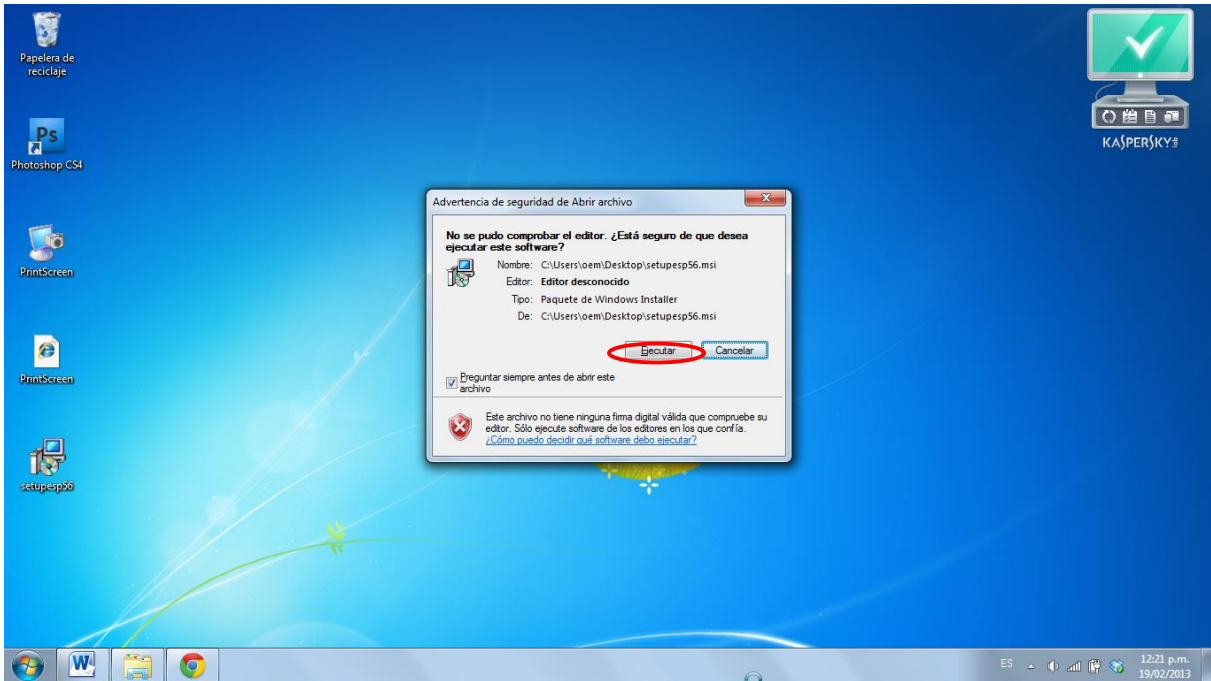 Papelera de
reciclaje
Ps
Photoshop CS4
PrintScreen
PrintScreen
setupesp56
KASPERSKY
Advertencia de seguridad de Abrir archivo
No se pudo comprobar el editor. ¿Está seguro de que desea
ejecutar este software?
Nombre: C:\Users\oem\Desktop\setupesp56.msi
Editor: Editor desconocido
Tipo: Paquete de Windows Installer
De: C:\Users\oem\Desktop\setupesp56.msi
Ejecutar Cancelar
Preguntar siempre antes de abrir este
archivo
Este archivo no tiene ninguna firma digital válida que compruebe su
editor. Sólo ejecute software de los editores en los que confía.
¿Cómo puedo decidir qué software debo ejecutar?
W
ES
12:21 p.m.
19/02/2013